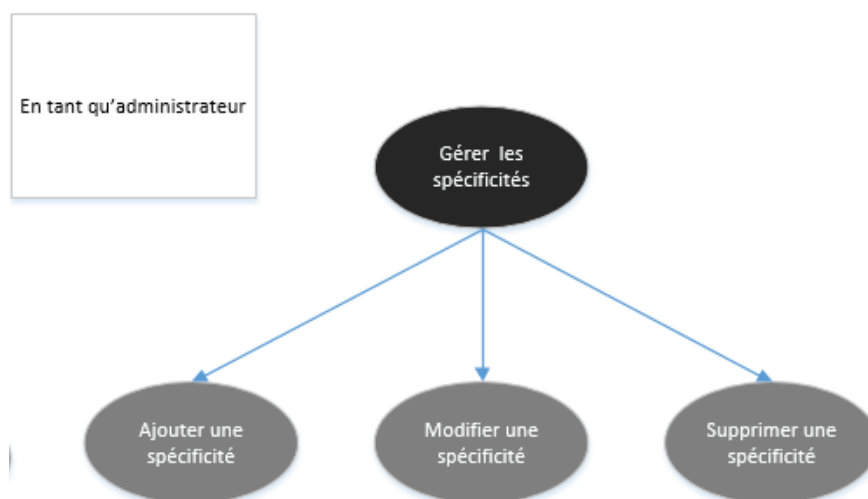 En tant qu’administrateur
Gérer les
spécificités
Ajouter une
spécificité
Modifier une
spécificité
Supprimer une
spécificité